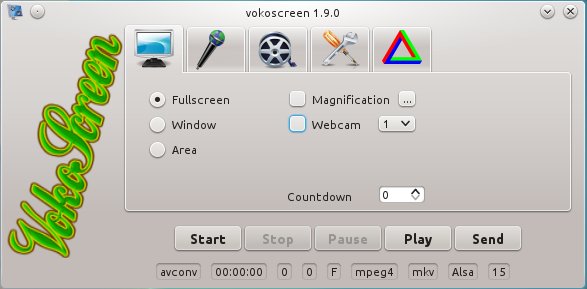 vokoscreen 1.9.0
VokoScreen
Fullscreen
Magnification ...
Window
Webcam 1
Area
Countdown 0
Start Stop Pause Play Send
avconv 00:00:00 0 0 F mpeg4 mkv Alsa 15